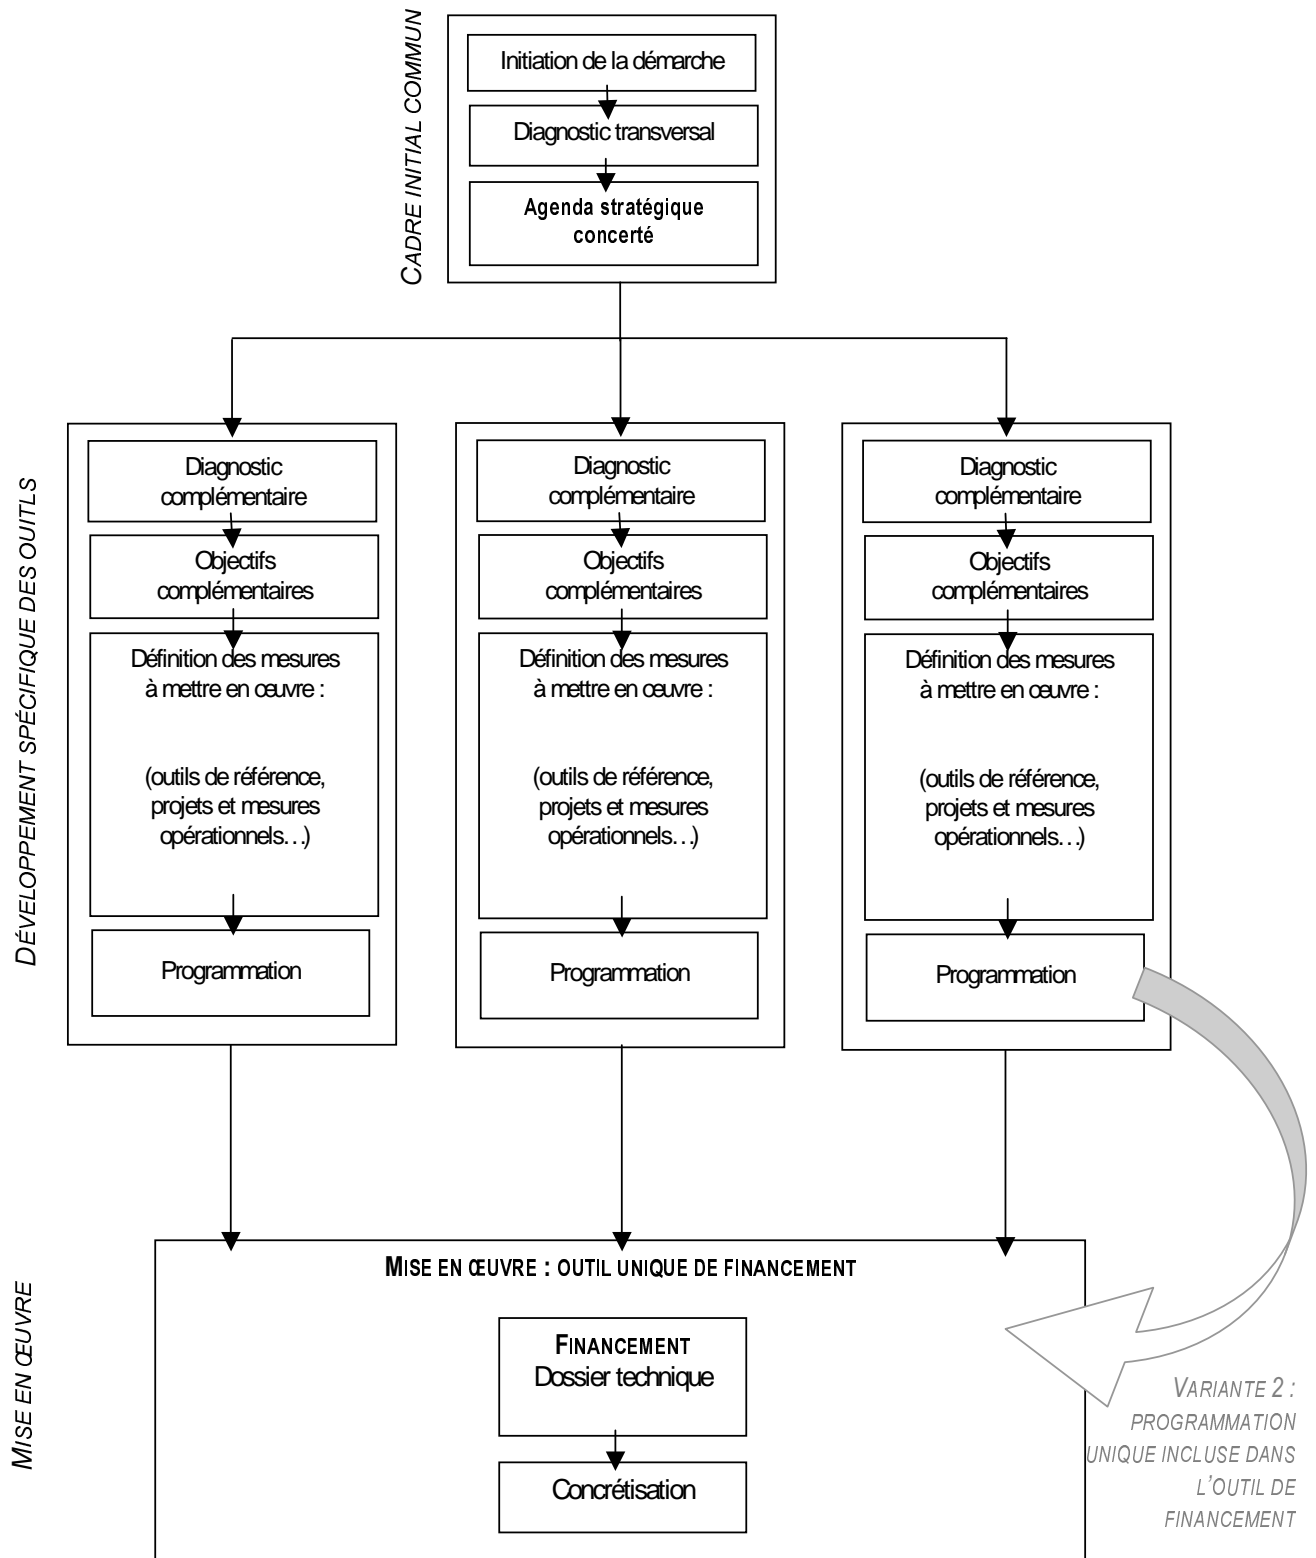 CADRE INITIAL COMMUN
Initiation de la démarche
Diagnostic transversal
Agenda stratégique
concerté
DÉVELOPPEMENT SPÉCIFIQUE DES OUITLS
Diagnostic
complémentaire
Objectifs
complémentaires
Définition des mesures
à mettre en œuvre :
(outils de référence,
projets et mesures
opérationnels…)
Programmation
Diagnostic
complémentaire
Objectifs
complémentaires
Définition des mesures
à mettre en œuvre :
(outils de référence,
projets et mesures
opérationnels…)
Programmation
Diagnostic
complémentaire
Objectifs
complémentaires
Définition des mesures
à mettre en œuvre :
(outils de référence,
projets et mesures
opérationnels…)
Programmation
MISE EN ŒUVRE
MISE EN ŒUVRE : OUTIL UNIQUE DE FINANCEMENT
FINANCEMENT
Dossier technique
Concrétisation
VARIANTE 2 :
PROGRAMMATION
UNIQUE INCLUSE DANS
L'OUTIL DE
FINANCEMENT